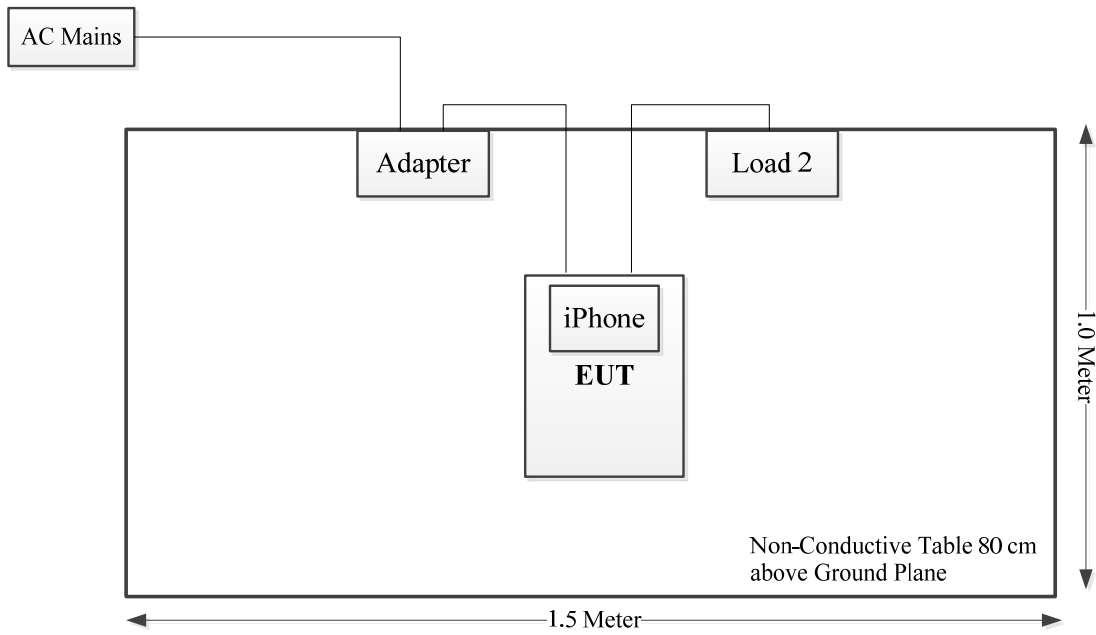 AC Mains
Adapter
Load 2
iPhone
EUT
1.0 Meter
Non-Conductive Table 80 cm
above Ground Plane
1.5 Meter